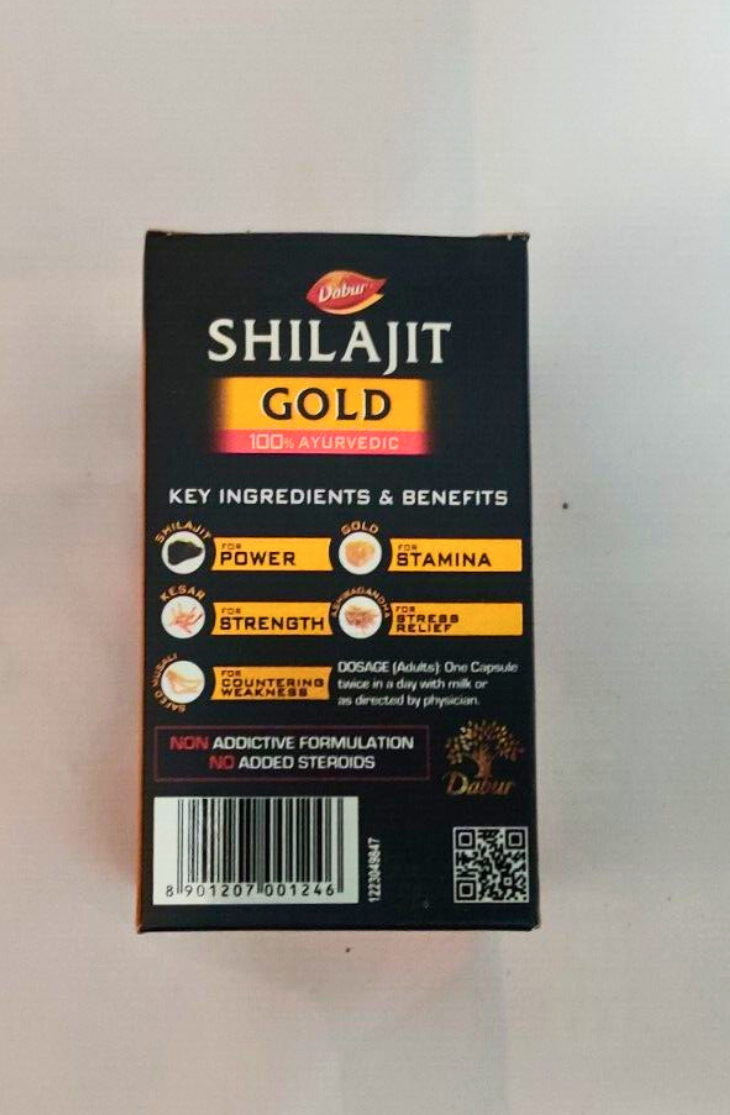 Dabur
SHILAJIT
GOLD
100% AYURVEDIC
KEY INGREDIENTS & BENEFITS
SHILAJIT
FOR
POWER
GOLD
FOR
STAMINA
KESAR
FOR
STRENGTH
ASHWAGANDHA
FOR
STRESS
RELIEF
SAFED MUSALI
FOR
COUNTERING
WEAKNESS
DOSAGE (Adults): One Capsule
twice in a day with milk or
as directed by physician.
NON ADDICTIVE FORMULATION
NO ADDED STEROIDS
Dabur
8 901207 001246
1223049847